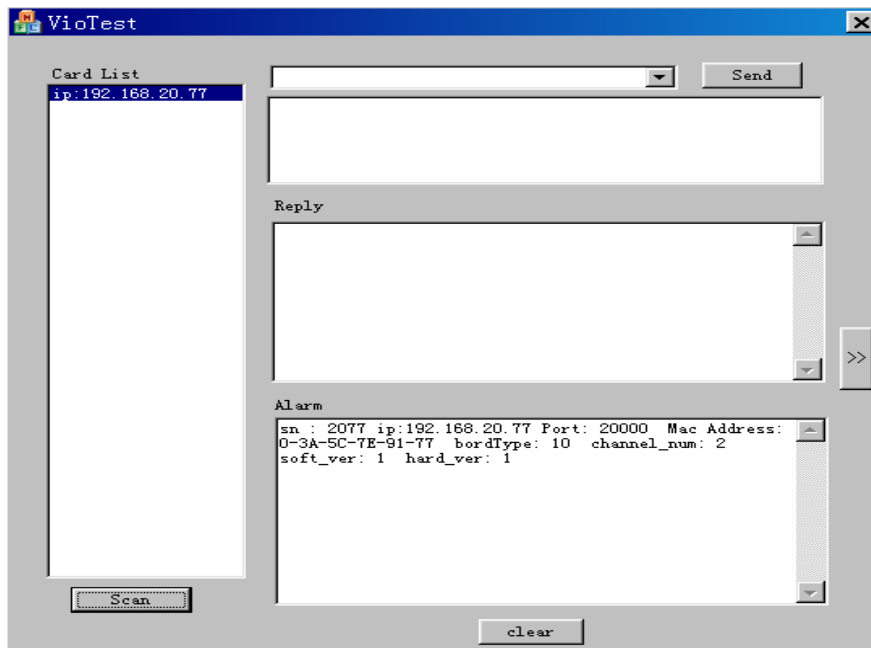 VioTest
Card List
ip:192.168.20.77
Send
Reply
>>
Alarm
sn : 2077 ip:192.168.20.77 Port: 20000 Mac Address:
0-3A-5C-7E-91-77 bordType: 10 channel_num: 2
soft_ver: 1 hard_ver: 1
Scan
clear